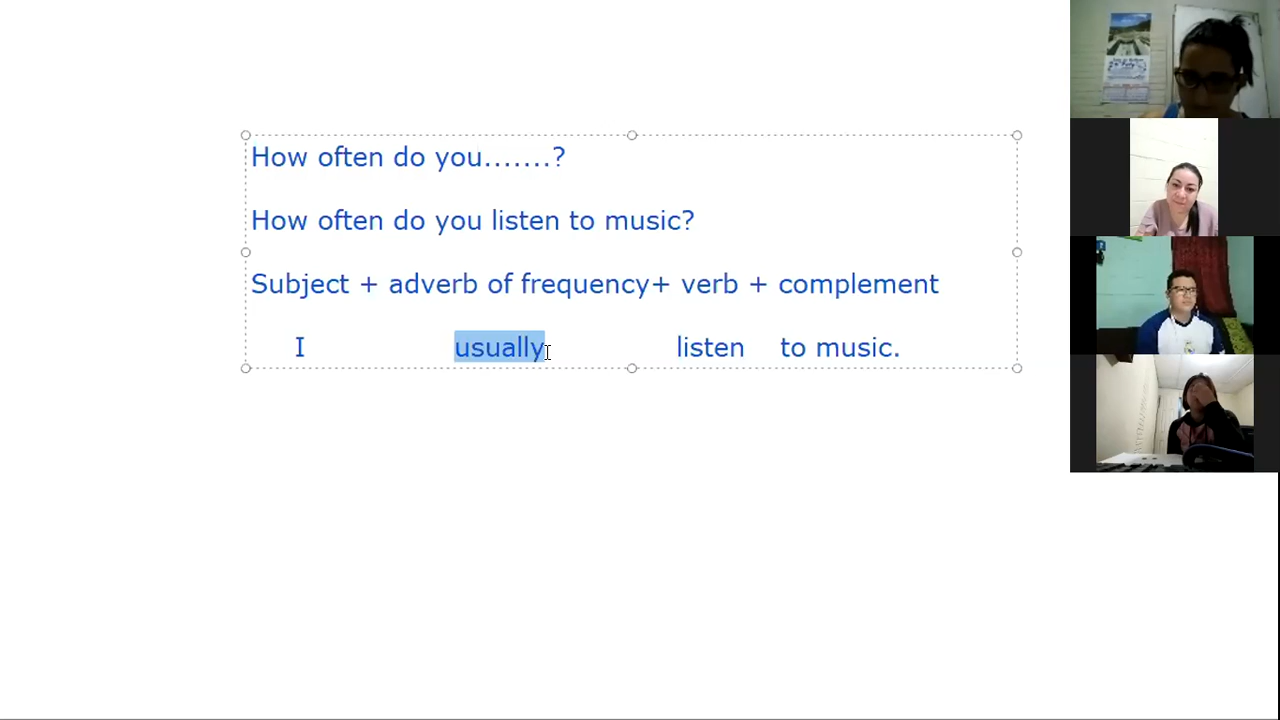 How often do you.......?
How often do you listen to music?
Subject + adverb of frequency+ verb + complement
I usually listen to music.